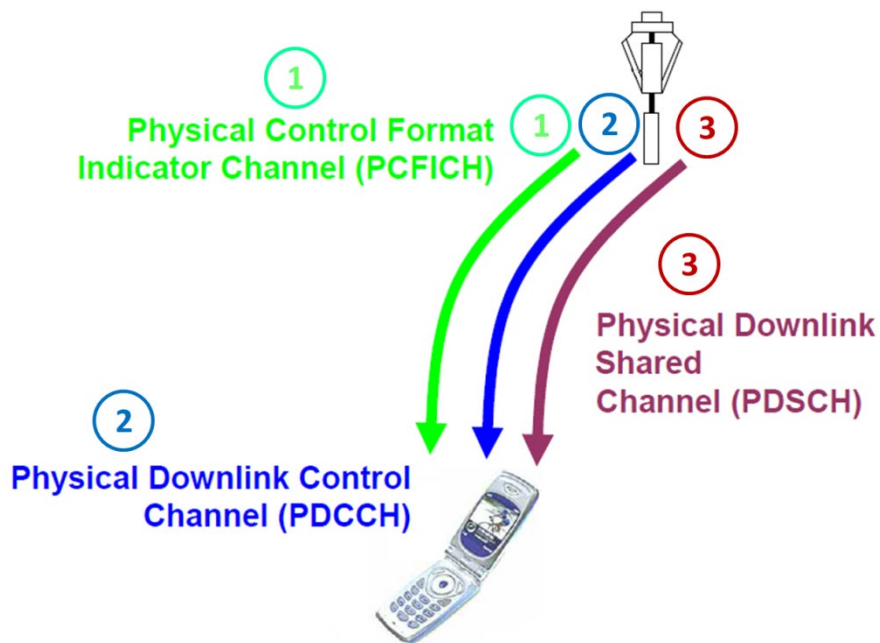 1
Physical Control Format
Indicator Channel (PCFICH)
1
2
3
3
Physical Downlink
Shared
Channel (PDSCH)
2
Physical Downlink Control
Channel (PDCCH)